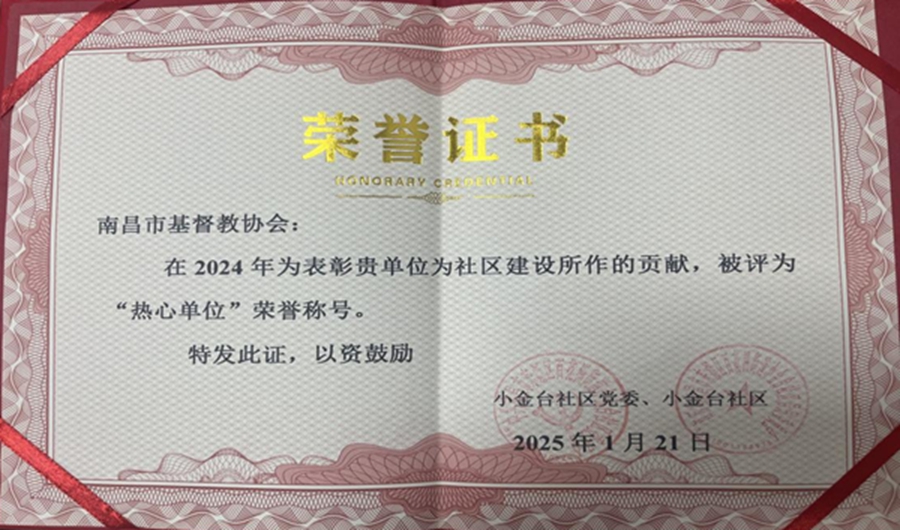 荣誉证书
HONORARY CREDENTIAL
南昌市基督教协会：
在 2024 年为表彰贵单位为社区建设所作的贡献，被评为
“热心单位”荣誉称号。
特发此证，以资鼓励
小金台社区党委、小金台社区
2025 年 1 月 21 日